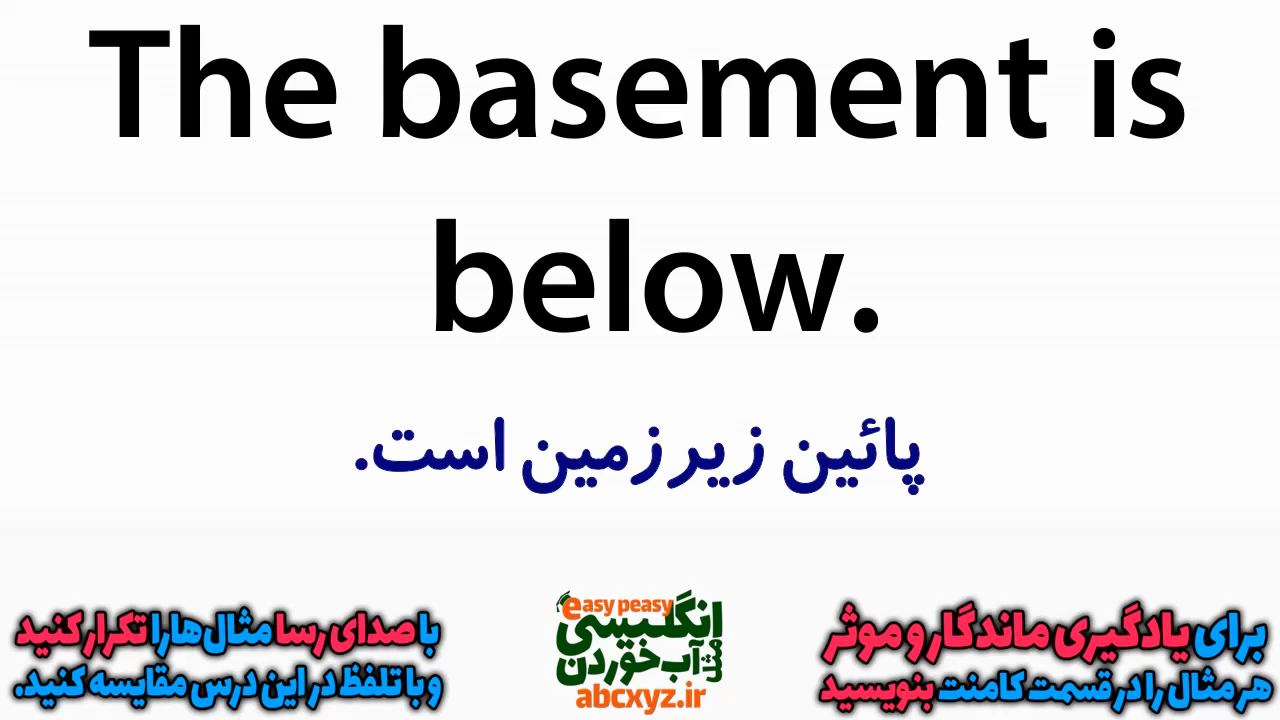 The basement is
below.
پائین زیرزمین است.
برای یادگیری ماندگار و موثر
هر مثال را در قسمت کامنت بنویسید
easy peasy
انگلیسی
مثل آب خوردن
abcxyz.ir
با صدای رسا مثال‌ها را تکرار کنید
و با تلفظ در این درس مقایسه کنید.